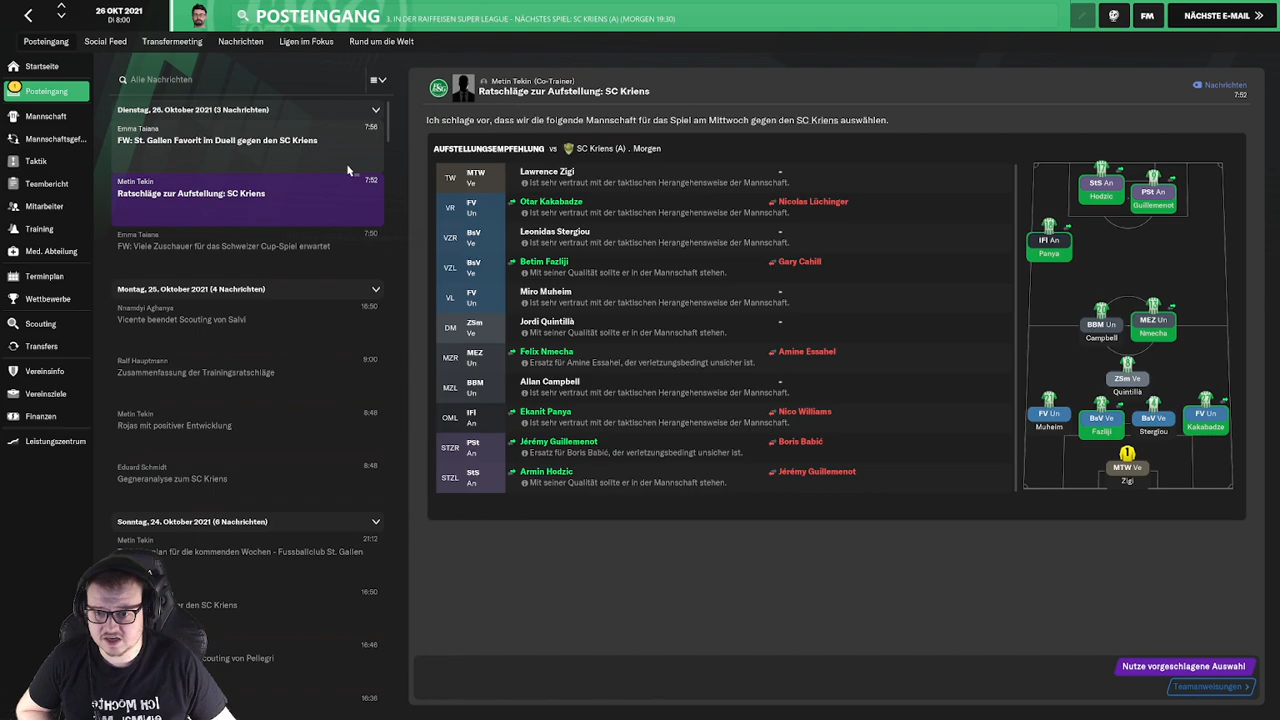 26 OKT 2021
DI 8:00
POSTEINGANG
3. IN DER RAIFFEISEN SUPER LEAGUE - NÄCHSTES SPIEL: SC KRIENS (A) (MORGEN 19:30)
FM
NÄCHSTE E-MAIL
Posteingang
Social Feed
Transfermeeting
Nachrichten
Ligen im Fokus
Rund um die Welt
Startseite
Posteingang
Mannschaft
Mannschaftsgef...
Taktik
Teambericht
Mitarbeiter
Training
Med. Abteilung
Terminplan
Wettbewerbe
Scouting
Transfers
Vereinsinfo
Vereinsziele
Finanzen
Leistungszentrum
Alle Nachrichten
Dienstag, 26. Oktober 2021 (3 Nachrichten)
Emma Taiana 7:56
FW: St. Gallen Favorit im Duell gegen den SC Kriens
Metin Tekin 7:52
Ratschläge zur Aufstellung: SC Kriens
Emma Taiana 7:50
FW: Viele Zuschauer für das Schweizer Cup-Spiel erwartet
Montag, 25. Oktober 2021 (4 Nachrichten)
Nnamdyi Aghanya 16:50
Vicente beendet Scouting von Salvi
Ralf Hauptmann 9:00
Zusammenfassung der Trainingsratschläge
Metin Tekin 8:48
Rojas mit positiver Entwicklung
Eduard Schmidt 8:48
Gegneranalyse zum SC Kriens
Sonntag, 24. Oktober 2021 (6 Nachrichten)
Metin Tekin 21:12
plan für die kommenden Wochen - Fussballclub St. Gallen
16:50
er den SC Kriens
16:46
couting von Pellegri
16:36
Metin Tekin (Co-Trainer)
Ratschläge zur Aufstellung: SC Kriens
Nachrichten
7:52
Ich schlage vor, dass wir die folgende Mannschaft für das Spiel am Mittwoch gegen den SC Kriens auswählen.
AUFSTELLUNGSEMPFEHLUNG vs SC Kriens (A) . Morgen
TW MTW Ve Lawrence Zigi -
Ist sehr vertraut mit der taktischen Herangehensweise der Mannschaft.
VR FV Un Otar Kakabadze Nicolas Lüchinger
Ist sehr vertraut mit der taktischen Herangehensweise der Mannschaft.
VZR BsV Ve Leonidas Stergiou -
Ist sehr vertraut mit der taktischen Herangehensweise der Mannschaft.
VZL BsV Ve Betim Fazliji Gary Cahill
Mit seiner Qualität sollte er in der Mannschaft stehen.
VL FV Un Miro Muheim -
Ist sehr vertraut mit der taktischen Herangehensweise der Mannschaft.
DM ZSm Ve Jordi Quintillà -
Mit seiner Qualität sollte er in der Mannschaft stehen.
MZR MEZ Un Felix Nmecha Amine Essahel
Ersatz für Amine Essahel, der verletzungsbedingt unsicher ist.
MZL BBM Un Allan Campbell -
Ist sehr vertraut mit der taktischen Herangehensweise der Mannschaft.
OML IFl An Ekanit Panya Nico Williams
Ist sehr vertraut mit der taktischen Herangehensweise der Mannschaft.
STZR PSt An Jérémy Guillemenot Boris Babić
Ersatz für Boris Babić, der verletzungsbedingt unsicher ist.
STZL StS An Armin Hodzic Jérémy Guillemenot
Mit seiner Qualität sollte er in der Mannschaft stehen.
StS An
Hodzic
PSt An
Guillemenot
IFl An
Panya
BBM Un
Campbell
MEZ Un
Nmecha
ZSm Ve
Quintillà
FV Un
Muheim
BsV Ve
Fazliji
BsV Ve
Stergiou
FV Un
Kakabadze
1
MTW Ve
Zigi
Nutze vorgeschlagene Auswahl
Teamanweisungen
Ich Möchte